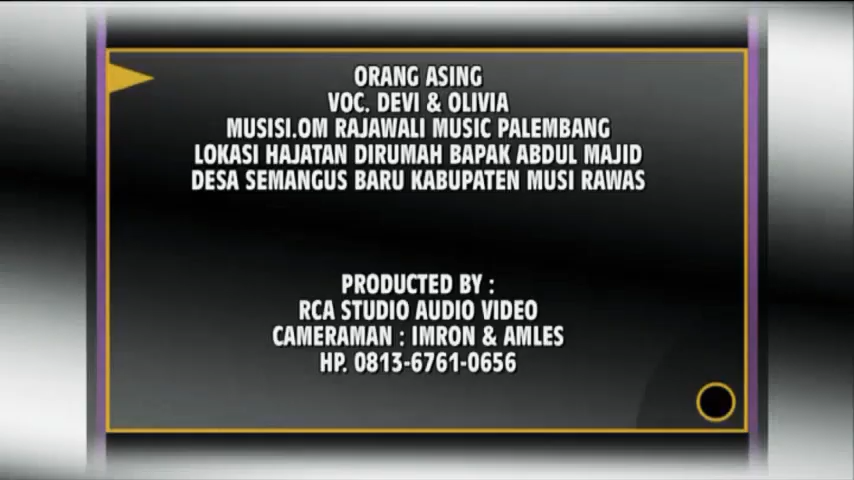 ORANG ASING
VOC. DEVI & OLIVIA
MUSISI.OM RAJAWALI MUSIC PALEMBANG
LOKASI HAJATAN DIRUMAH BAPAK ABDUL MAJID
DESA SEMANGUS BARU KABUPATEN MUSI RAWAS
PRODUCTED BY :
RCA STUDIO AUDIO VIDEO
CAMERAMAN : IMRON & AMLES
HP. 0813-6761-0656